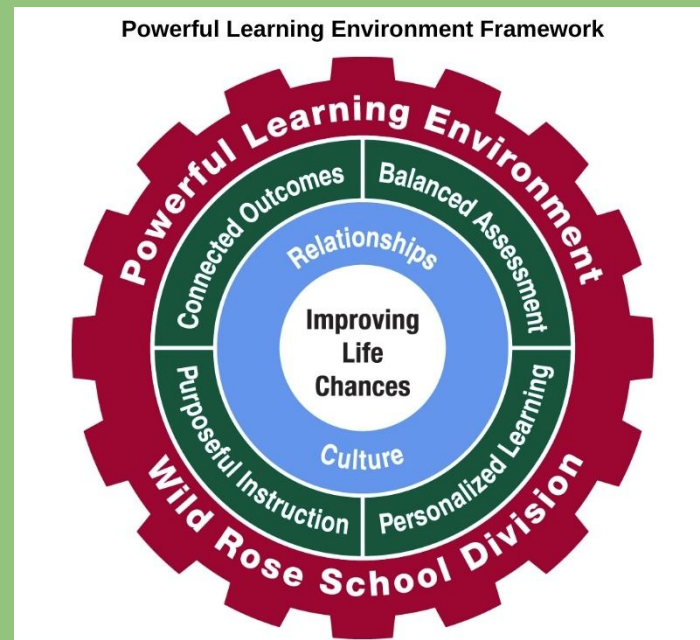 Powerful Learning Environment Framework
Powerful Learning Environment
Connected Outcomes
Balanced Assessment
Relationships
Improving
Life
Chances
Culture
Purposeful Instruction
Personalized Learning
Wild Rose School Division